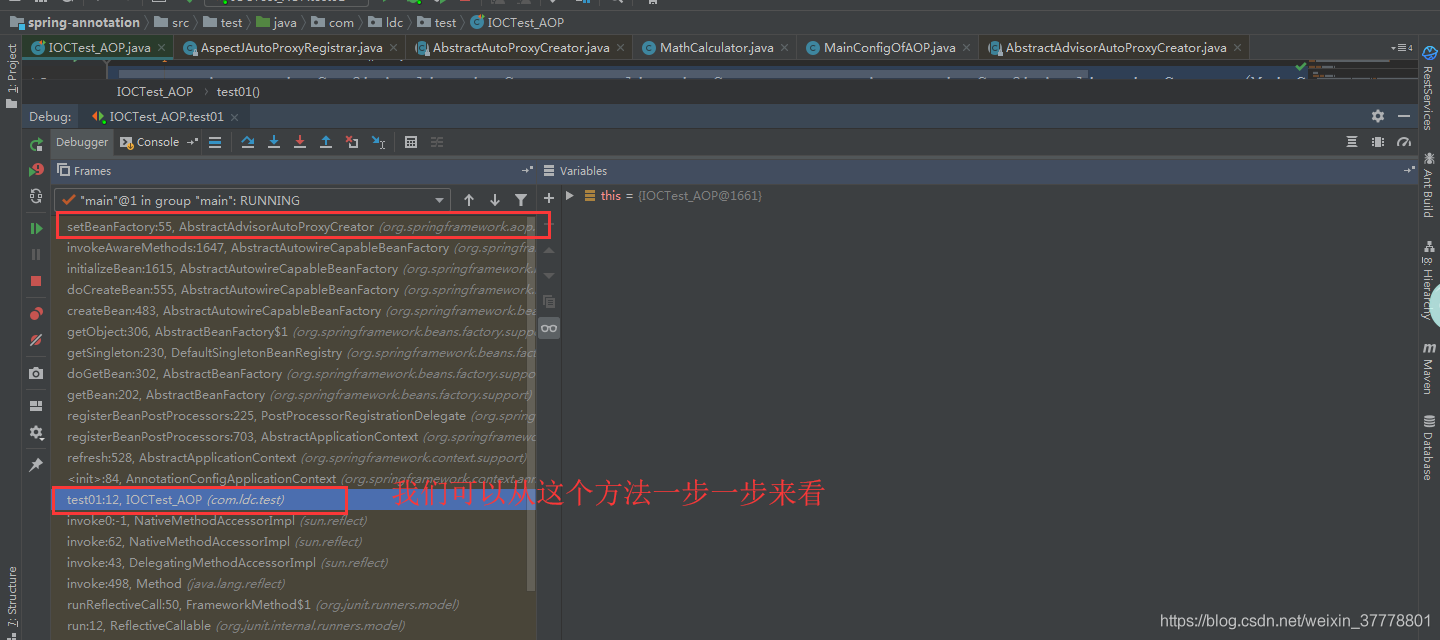 spring-annotation src test java com ldc test IOCTest_AOP
IOCTest_AOP.java AspectJAutoProxyRegistrar.java AbstractAutoProxyCreator.java MathCalculator.java MainConfigOfAOP.java AbstractAdvisorAutoProxyCreator.java
1: Project
IOCTest_AOP test01()
Debug: IOCTest_AOP.test01
Debugger Console
Frames Variables
"main"@1 in group "main": RUNNING
this = {IOCTest_AOP@1661}
setBeanFactory:55, AbstractAdvisorAutoProxyCreator (org.springframework.aop.
invokeAwareMethods:1647, AbstractAutowireCapableBeanFactory (org.springfra
initializeBean:1615, AbstractAutowireCapableBeanFactory (org.springframework.
doCreateBean:555, AbstractAutowireCapableBeanFactory (org.springframework.
createBean:483, AbstractAutowireCapableBeanFactory (org.springframework.be
getObject:306, AbstractBeanFactory$1 (org.springframework.beans.factory.supp
getSingleton:230, DefaultSingletonBeanRegistry (org.springframework.beans.fact
doGetBean:302, AbstractBeanFactory (org.springframework.beans.factory.suppo
getBean:202, AbstractBeanFactory (org.springframework.beans.factory.support)
registerBeanPostProcessors:225, PostProcessorRegistrationDelegate (org.spring
registerBeanPostProcessors:703, AbstractApplicationContext (org.springframewo
refresh:528, AbstractApplicationContext (org.springframework.context.support)
<init>:84, AnnotationConfigApplicationContext (org.springframework.context.ann
test01:12, IOCTest_AOP (com.ldc.test)
我们可以从这个方法一步一步来看
invoke0:-1, NativeMethodAccessorImpl (sun.reflect)
invoke:62, NativeMethodAccessorImpl (sun.reflect)
invoke:43, DelegatingMethodAccessorImpl (sun.reflect)
invoke:498, Method (java.lang.reflect)
runReflectiveCall:50, FrameworkMethod$1 (org.junit.runners.model)
run:12, ReflectiveCallable (org.junit.internal.runners.model)
7: Structure
RestServices
Ant Build
8: Hierarchy
Maven
Database
https://blog.csdn.net/weixin_37778801